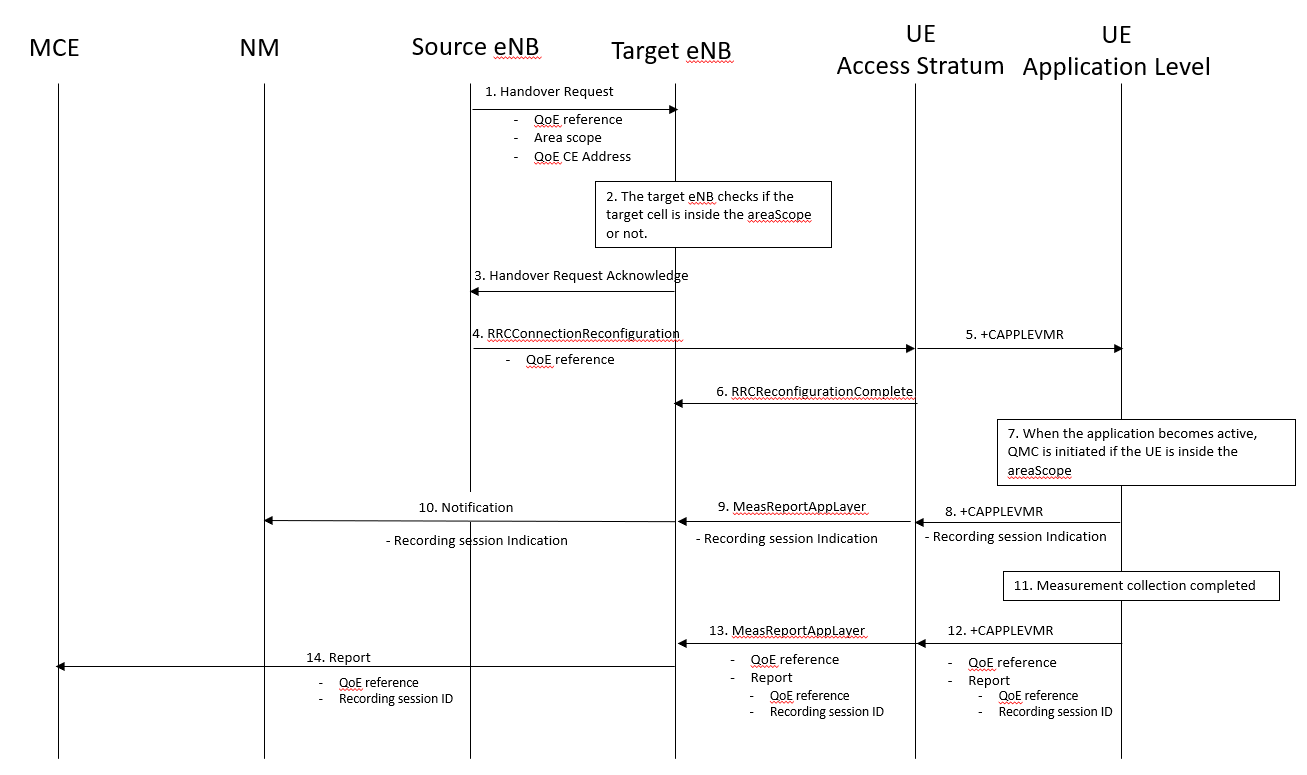 MCE
NM
Source eNB
Target eNB
UE
Access Stratum
UE
Application Level
1. Handover Request
- QoE reference
- Area scope
- QoE CE Address
2. The target eNB checks if the
target cell is inside the areaScope
or not.
3. Handover Request Acknowledge
4. RRCConnectionReconfiguration
- QoE reference
5. +CAPPLEVMR
6. RRCReconfigurationComplete
7. When the application becomes active,
QMC is initiated if the UE is inside the
areaScope
8. +CAPPLEVMR
- Recording session Indication
9. MeasReportAppLayer
- Recording session Indication
10. Notification
- Recording session Indication
11. Measurement collection completed
12. +CAPPLEVMR
- QoE reference
- Report
- QoE reference
- Recording session ID
13. MeasReportAppLayer
- QoE reference
- Report
- QoE reference
- Recording session ID
14. Report
- QoE reference
- Recording session ID